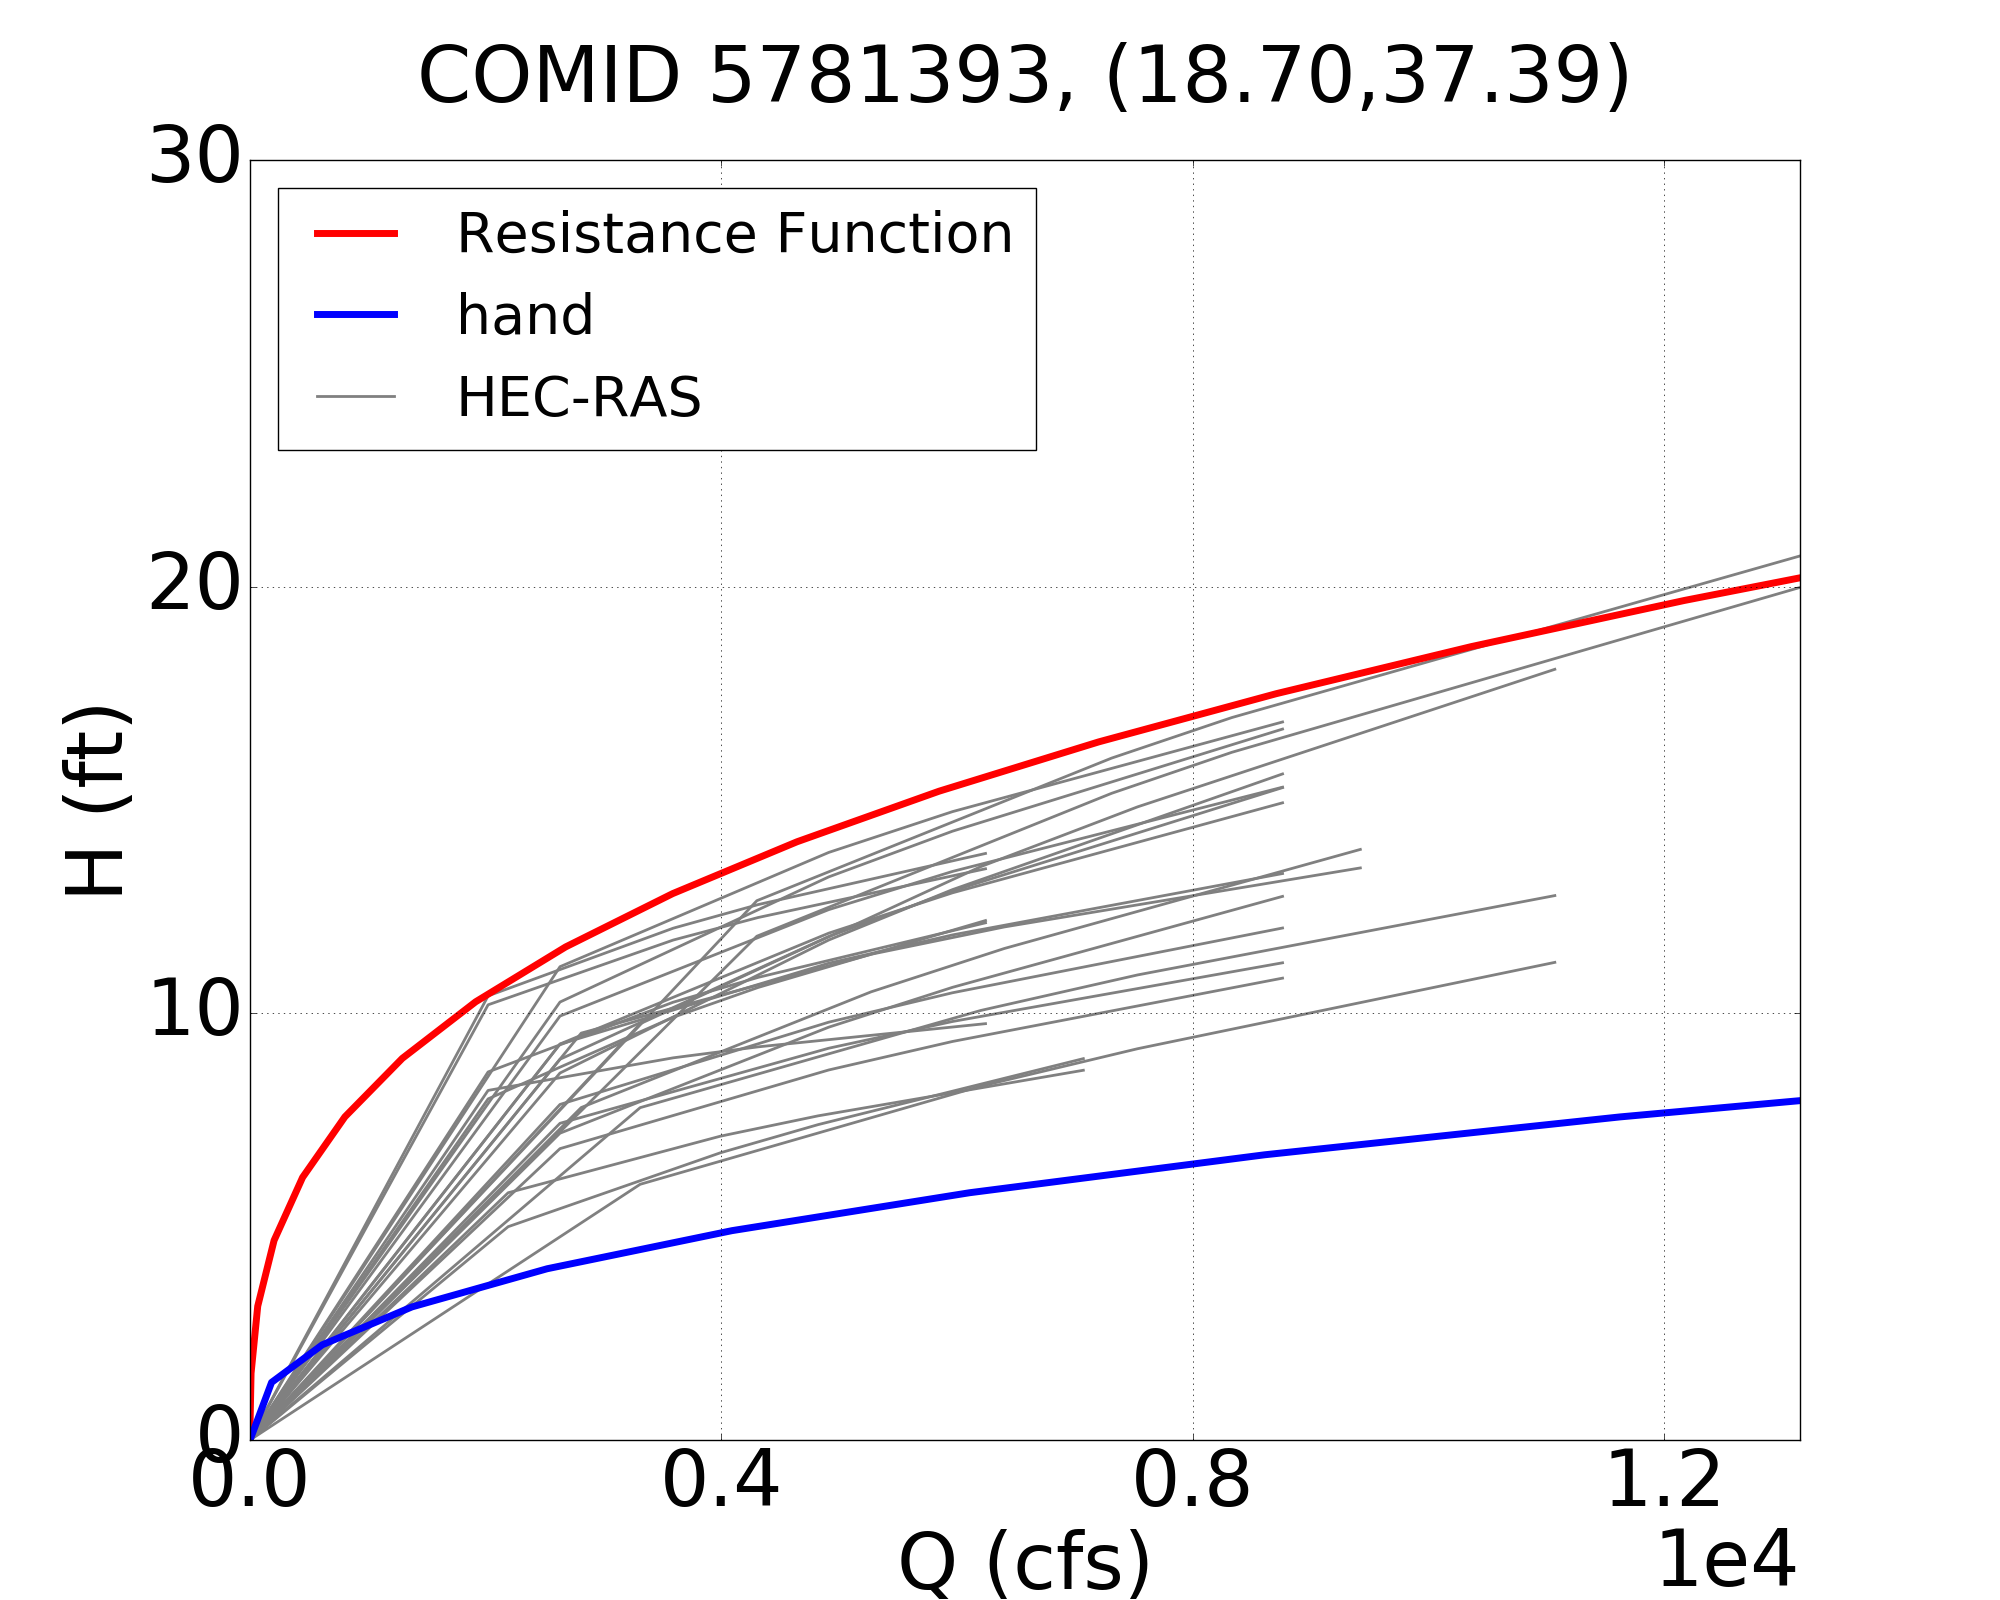 COMID 5781393, (18.70,37.39)
30
Resistance Function
hand
HEC-RAS
20
H (ft)
10
0
0.0 0.4 0.8 1.2
Q (cfs) 1e4